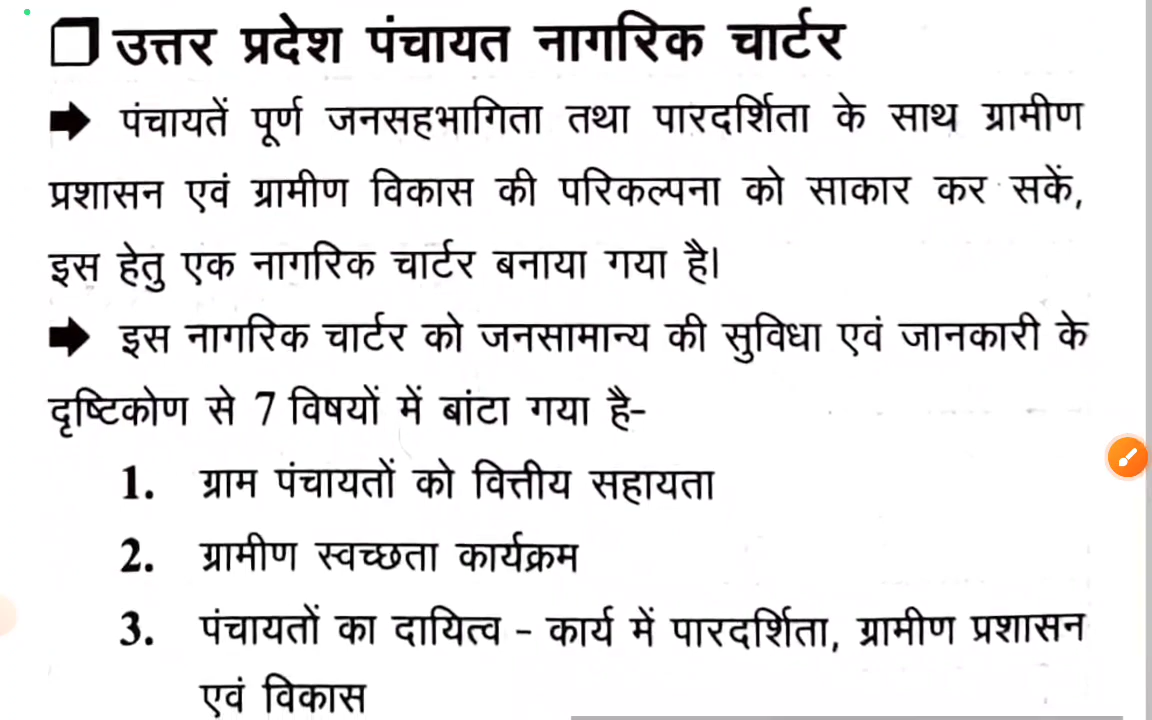 ❏ उत्तर प्रदेश पंचायत नागरिक चार्टर
➡ पंचायतें पूर्ण जनसहभागिता तथा पारदर्शिता के साथ ग्रामीण
प्रशासन एवं ग्रामीण विकास की परिकल्पना को साकार कर सकें,
इस हेतु एक नागरिक चार्टर बनाया गया है।
➡ इस नागरिक चार्टर को जनसामान्य की सुविधा एवं जानकारी के
दृष्टिकोण से 7 विषयों में बांटा गया है-
1. ग्राम पंचायतों को वित्तीय सहायता
2. ग्रामीण स्वच्छता कार्यक्रम
3. पंचायतों का दायित्व - कार्य में पारदर्शिता, ग्रामीण प्रशासन
एवं विकास